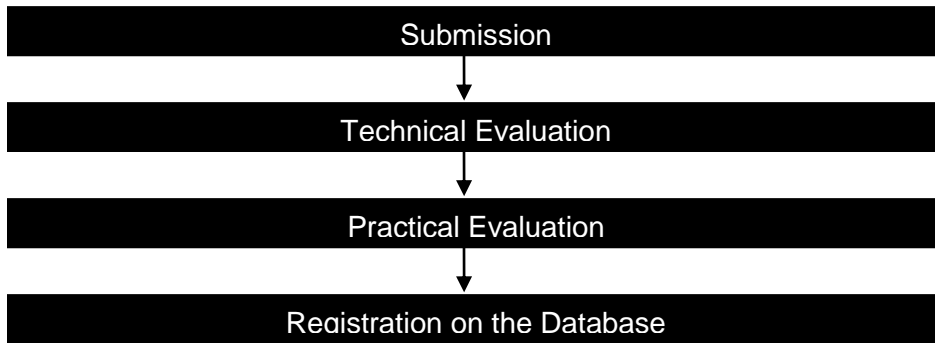 Submission
Technical Evaluation
Practical Evaluation
Registration on the Database